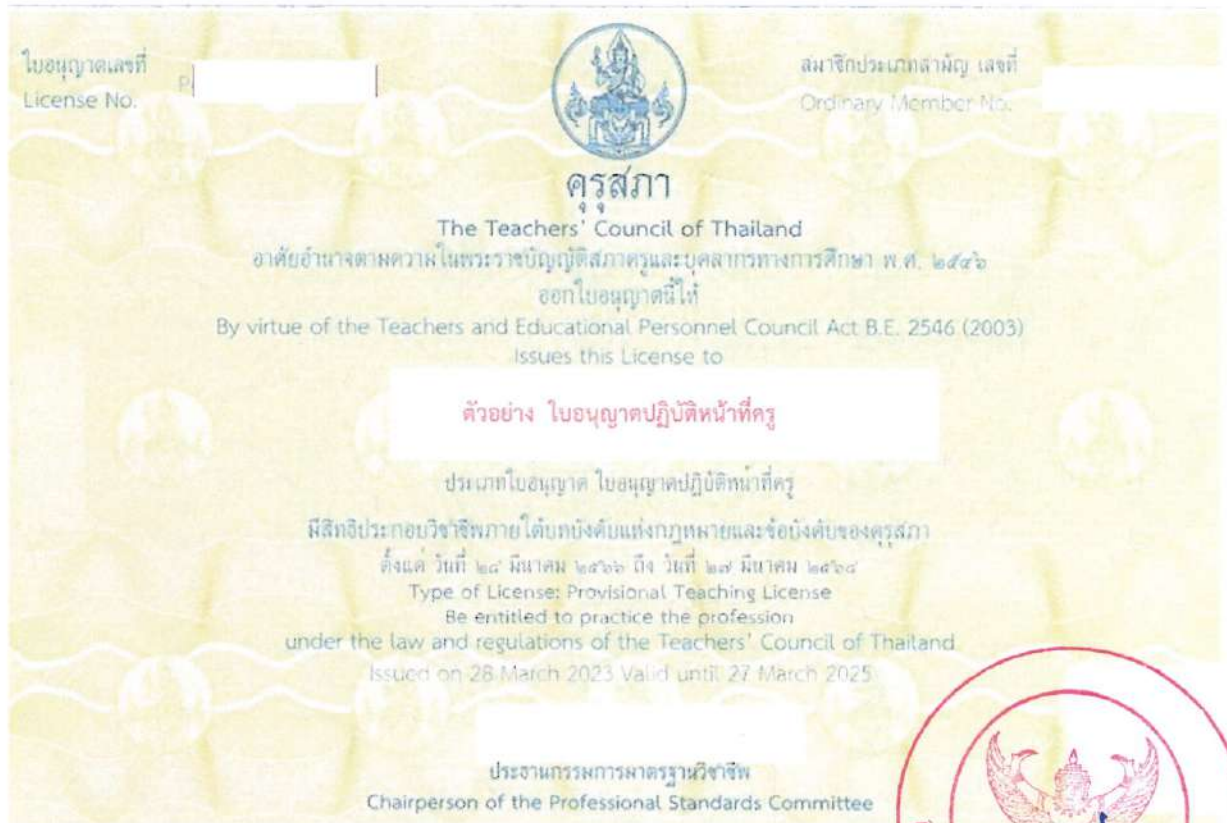 ใบอนุญาตเลขที่
License No.
สมาชิกประเภทสามัญ เลขที่
Ordinary Member No.
คุรุสภา
The Teachers' Council of Thailand
อาศัยอำนาจตามความในพระราชบัญญัติสภาครูและบุคลากรทางการศึกษา พ.ศ. ๒๕๔๖
ออกใบอนุญาตนี้ให้
By virtue of the Teachers and Educational Personnel Council Act B.E. 2546 (2003)
Issues this License to
ตัวอย่าง ใบอนุญาตปฏิบัติหน้าที่ครู
ประเภทใบอนุญาต ใบอนุญาตปฏิบัติหน้าที่ครู
มีสิทธิประกอบวิชาชีพภายใต้บทบังคับแห่งกฎหมายและข้อบังคับของคุรุสภา
ตั้งแต่ วันที่ ๒๘ มีนาคม ๒๕๖๖ ถึง วันที่ ๒๗ มีนาคม ๒๕๖๘
Type of License: Provisional Teaching License
Be entitled to practice the profession
under the law and regulations of the Teachers' Council of Thailand
Issued on 28 March 2023 Valid until 27 March 2025
ประธานกรรมการมาตรฐานวิชาชีพ
Chairperson of the Professional Standards Committee